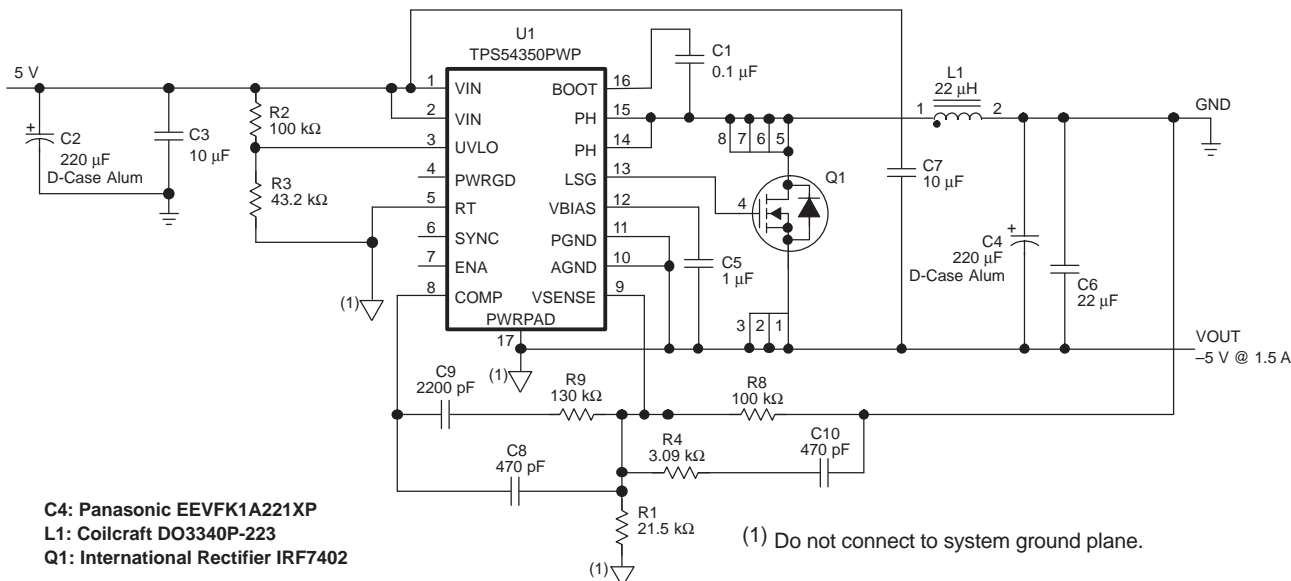 U1
TPS54350PWP
5 V
C2
220 µF
D-Case Alum
+
C3
10 µF
R2
100 kΩ
R3
43.2 kΩ
(1)
1 VIN
2 VIN
3 UVLO
4 PWRGD
5 RT
6 SYNC
7 ENA
8 COMP
BOOT 16
PH 15
PH 14
LSG 13
VBIAS 12
PGND 11
AGND 10
VSENSE 9
PWRPAD
17
(1)
C1
0.1 µF
8 7 6 5
4
Q1
3 2 1
C5
1 µF
C7
10 µF
L1
22 µH
1 2
GND
+
C4
220 µF
D-Case Alum
C6
22 µF
VOUT
–5 V @ 1.5 A
C9
2200 pF
R9
130 kΩ
R8
100 kΩ
C8
470 pF
R4
3.09 kΩ
C10
470 pF
R1
21.5 kΩ
(1)
C4: Panasonic EEVFK1A221XP
L1: Coilcraft DO3340P-223
Q1: International Rectifier IRF7402
(1) Do not connect to system ground plane.